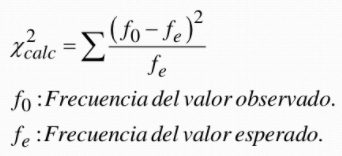 χ²calc = ∑ (f0 − fe)² / fe
f0 : Frecuencia del valor observado.
fe : Frecuencia del valor esperado.